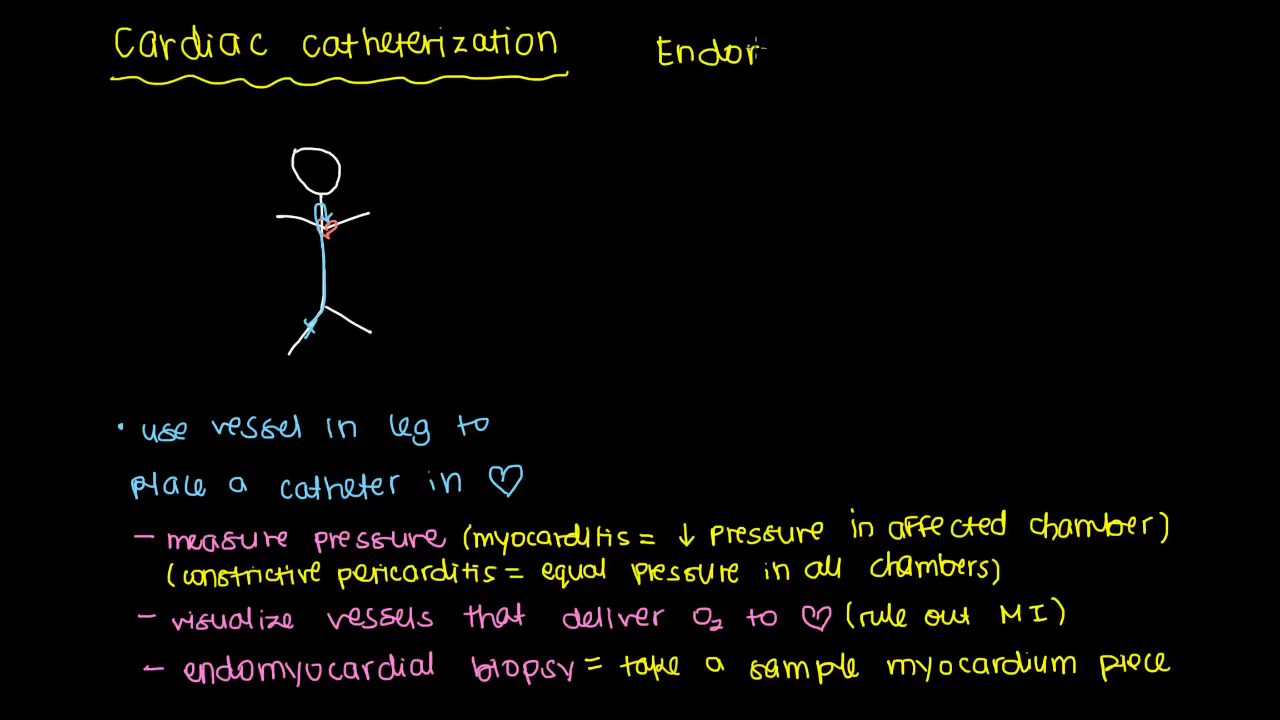 Cardiac catheterization
Endor
• use vessel in leg to
place a catheter in ♡
- measure pressure (myocarditis = ↓ pressure in affected chamber)
(constrictive pericarditis = equal pressure in all chambers)
- visualize vessels that deliver O₂ to ♡ (rule out MI)
- endomyocardial biopsy = take a sample myocardium piece